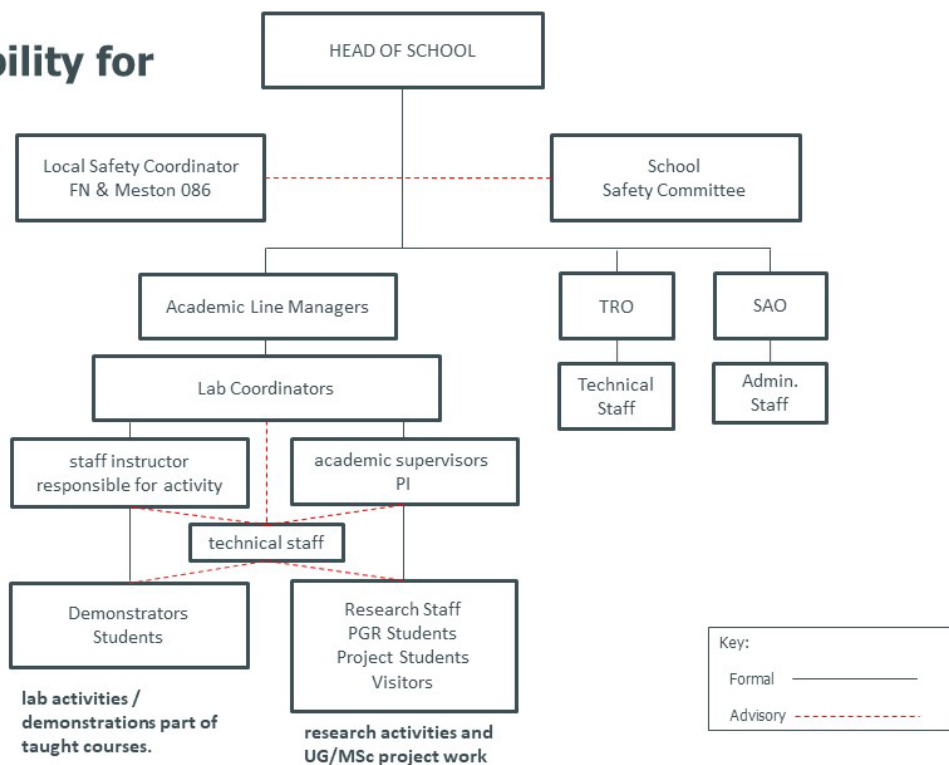 HEAD OF SCHOOL
bility for
Local Safety Coordinator
FN & Meston 086
School
Safety Committee
Academic Line Managers
TRO
SAO
Lab Coordinators
Technical
Staff
Admin.
Staff
staff instructor
responsible for activity
academic supervisors
PI
technical staff
Demonstrators
Students
Research Staff
PGR Students
Project Students
Visitors
lab activities /
demonstrations part of
taught courses.
research activities and
UG/MSc project work
Key:
Formal
Advisory